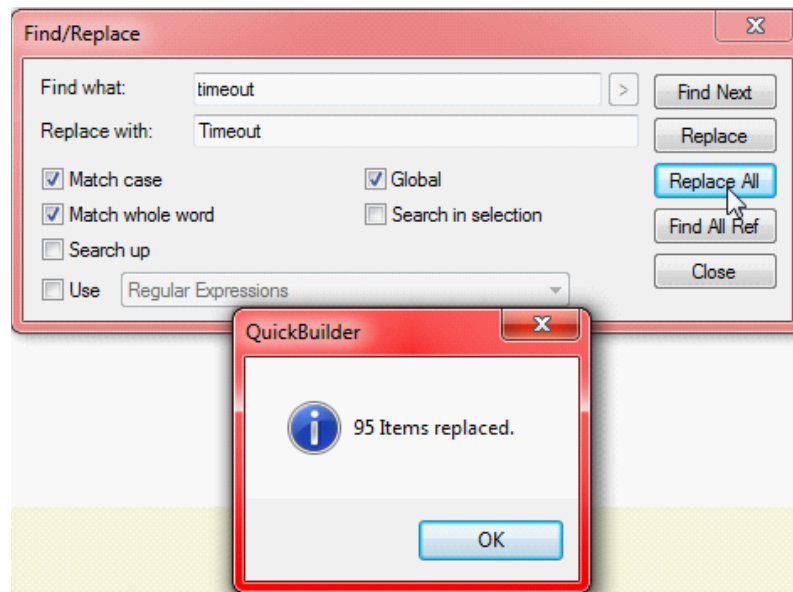 Find/Replace
Find what: timeout >
Find Next
Replace with: Timeout
Replace
Match case
Global
Replace All
Match whole word
Search in selection
Find All Ref
Search up
Close
Use Regular Expressions
QuickBuilder
i
95 Items replaced.
OK